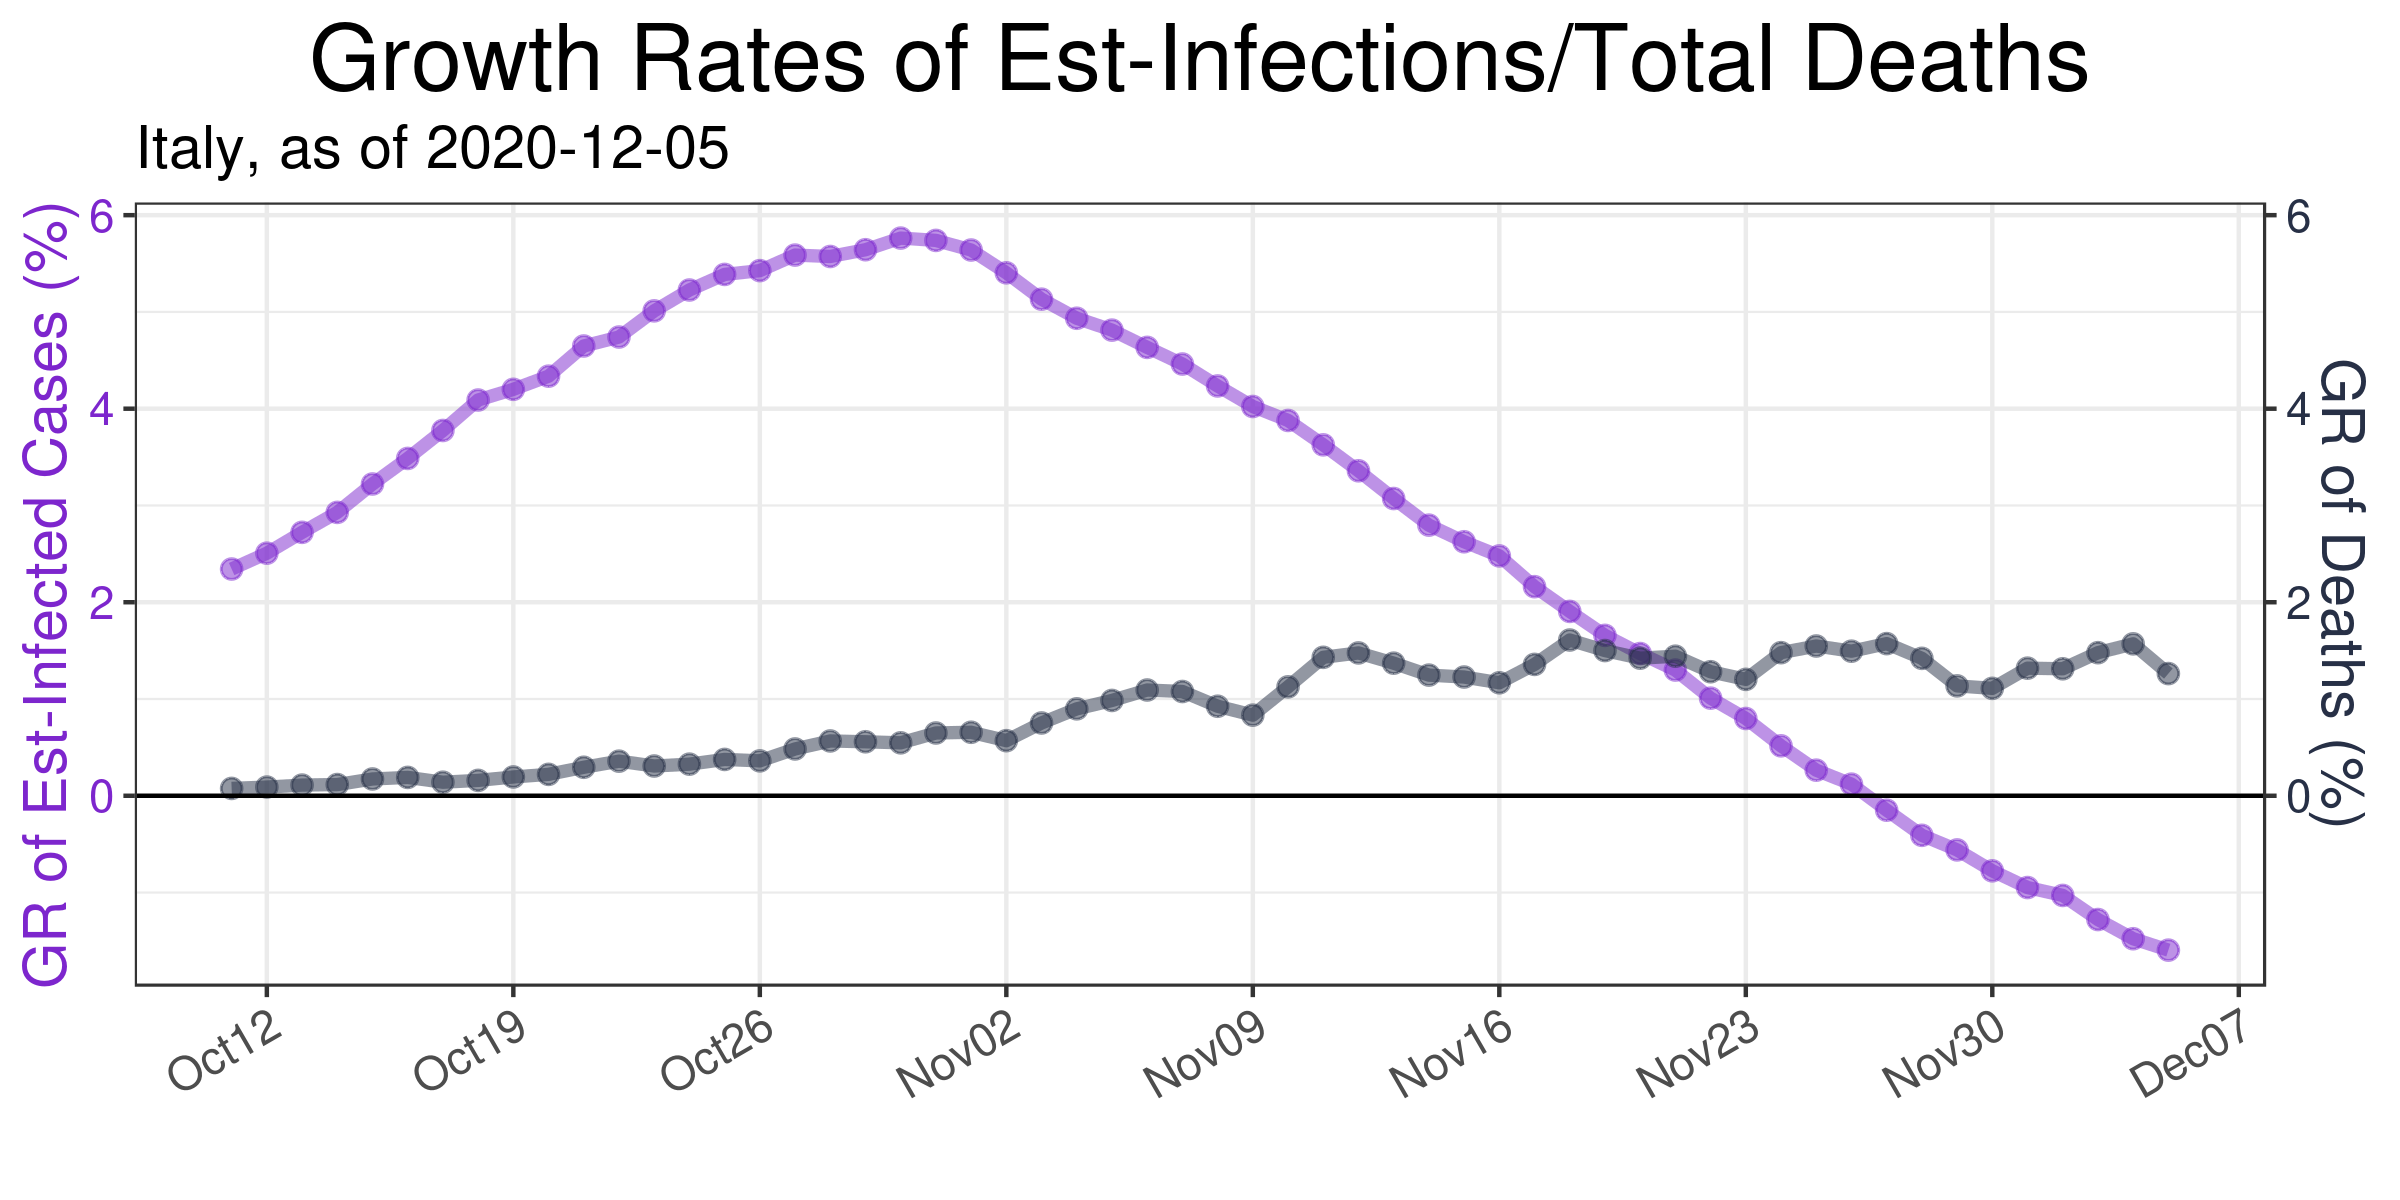 Growth Rates of Est-Infections/Total Deaths
Italy, as of 2020-12-05
GR of Est-Infected Cases (%)
6
4
2
0
6
4
2
0
GR of Deaths (%)
Oct12
Oct19
Oct26
Nov02
Nov09
Nov16
Nov23
Nov30
Dec07